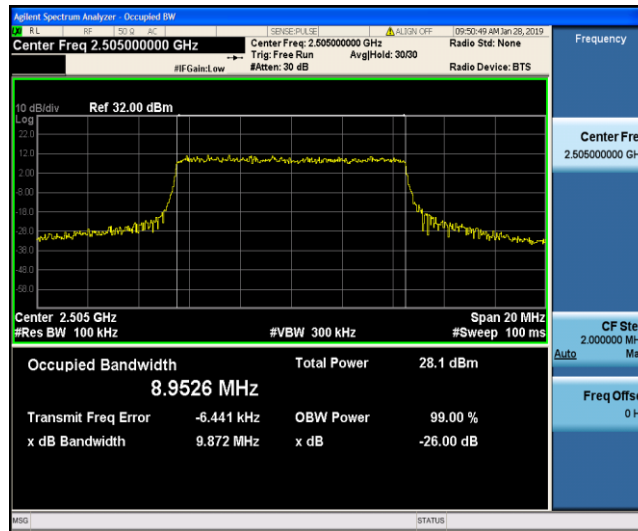 Agilent Spectrum Analyzer - Occupied BW
RL RF 50 Ω AC SENSE:PULSE ALIGN OFF 09:50:49 AM Jan 28, 2019
Center Freq 2.505000000 GHz Center Freq: 2.505000000 GHz Radio Std: None
Trig: Free Run Avg|Hold: 30/30
#IFGain:Low #Atten: 30 dB Radio Device: BTS
Frequency
10 dB/div Ref 32.00 dBm
Log
22.0
12.0
2.00
-8.00
-18.0
-28.0
-38.0
-48.0
-58.0
Center 2.505 GHz Span 20 MHz
#Res BW 100 kHz #VBW 300 kHz #Sweep 100 ms
Occupied Bandwidth Total Power 28.1 dBm
8.9526 MHz
Transmit Freq Error -6.441 kHz OBW Power 99.00 %
x dB Bandwidth 9.872 MHz x dB -26.00 dB
Center Fre
2.505000000 GH
CF Ste
2.000000 MH
Auto Ma
Freq Offse
0 H
MSG STATUS